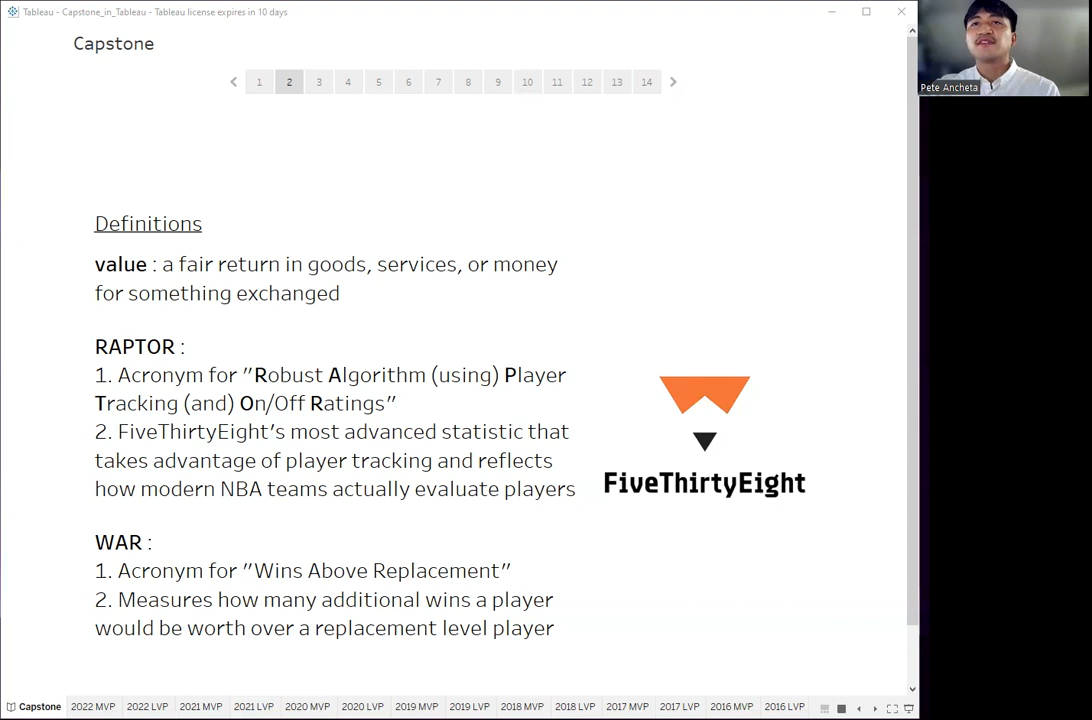 Tableau - Capstone_in_Tableau - Tableau license expires in 10 days
Capstone
1 2 3 4 5 6 7 8 9 10 11 12 13 14
Pete Ancheta
Definitions
value : a fair return in goods, services, or money
for something exchanged
RAPTOR :
1. Acronym for "Robust Algorithm (using) Player
Tracking (and) On/Off Ratings"
2. FiveThirtyEight's most advanced statistic that
takes advantage of player tracking and reflects
how modern NBA teams actually evaluate players
FiveThirtyEight
WAR :
1. Acronym for "Wins Above Replacement"
2. Measures how many additional wins a player
would be worth over a replacement level player
Capstone 2022 MVP 2022 LVP 2021 MVP 2021 LVP 2020 MVP 2020 LVP 2019 MVP 2019 LVP 2018 MVP 2018 LVP 2017 MVP 2017 LVP 2016 MVP 2016 LVP